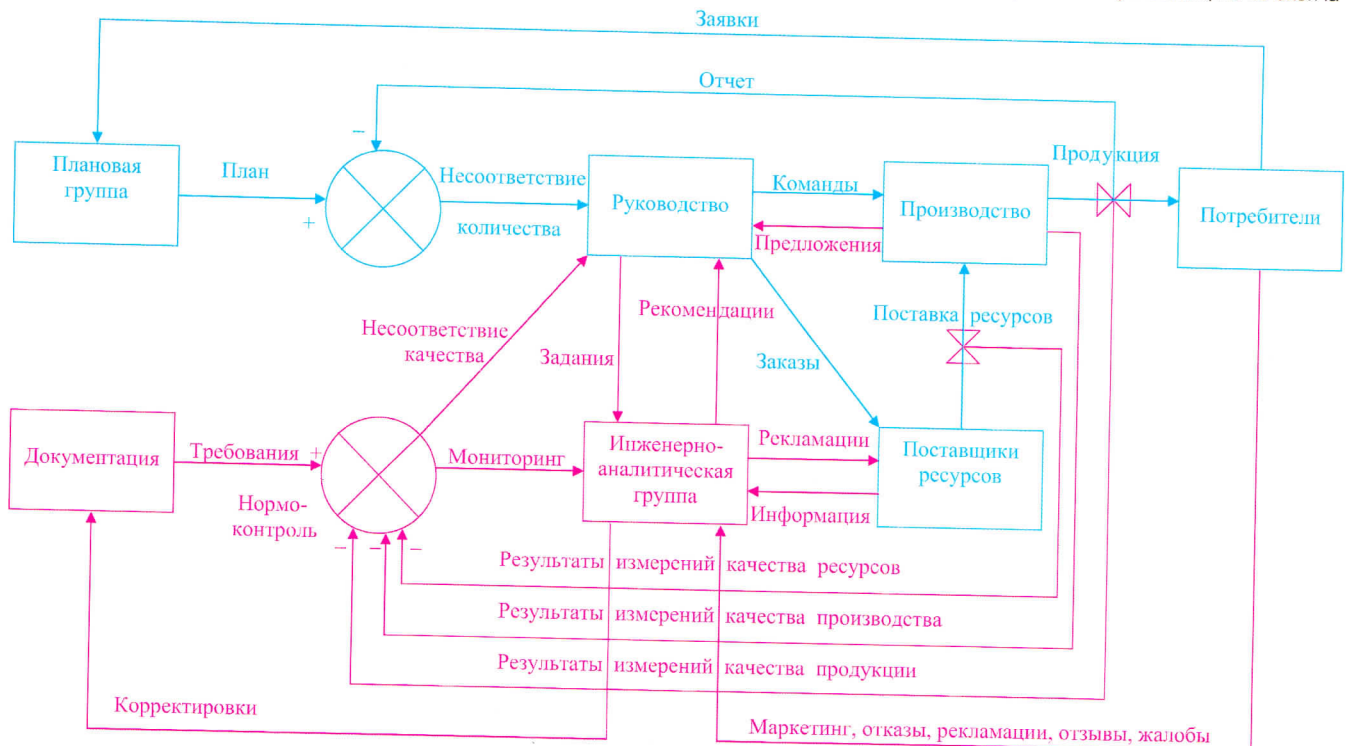 Заявки
Отчет
–
Плановая
группа
План
+
Несоответствие
количества
Руководство
Команды
Предложения
Производство
Продукция
Потребители
Несоответствие
качества
Задания
Рекомендации
Заказы
Поставка ресурсов
Документация
Требования
+
Нормо-
контроль
Мониторинг
Инженерно-
аналитическая
группа
Рекламации
Информация
Поставщики
ресурсов
– – –
Результаты измерений качества ресурсов
Результаты измерений качества производства
Результаты измерений качества продукции
Корректировки
Маркетинг, отказы, рекламации, отзывы, жалобы